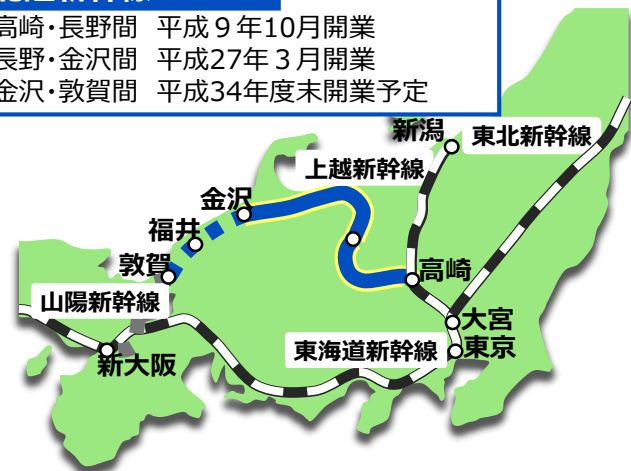 高崎・長野間 平成９年10月開業
長野・金沢間 平成27年３月開業
金沢・敦賀間 平成34年度末開業予定
新潟
東北新幹線
上越新幹線
金沢
福井
敦賀
高崎
山陽新幹線
大宮
東海道新幹線
東京
新大阪